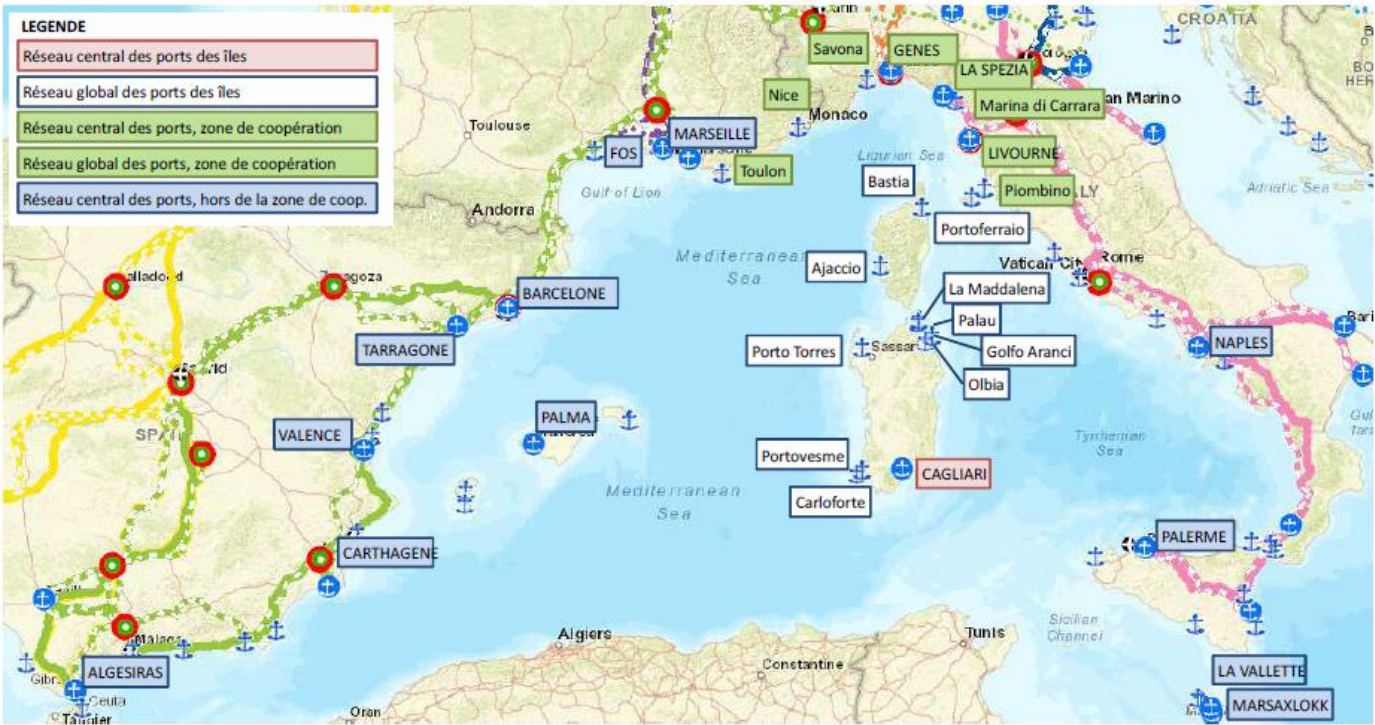 LEGENDE
Réseau central des ports des îles
Réseau global des ports des îles
Réseau central des ports, zone de coopération
Réseau global des ports, zone de coopération
Réseau central des ports, hors de la zone de coop.
CROATIA
Savona
GENES
LA SPEZIA
Marina di Carrara
an Marino
Nice
Monaco
Toulouse
MARSEILLE
FOS
Toulon
Ligurian Sea
LIVOURNE
Bastia
Piombino
Adriatic Sea
Gulf of Lion
Andorra
Portoferraio
Mediterranean
Sea
Ajaccio
Vatican City
Rome
La Maddalena
BARCELONE
Palau
TARRAGONE
Porto Torres
Golfo Aranci
NAPLES
Olbia
PALMA
VALENCE
Tyrrhenian
Sea
Portovesme
CAGLIARI
Mediterranean
Sea
Carloforte
CARTHAGENE
PALERME
Sicilian
Channel
Algiers
Tunis
Malaga
Constantine
ALGESIRAS
LA VALLETTE
Ceuta
MARSAXLOKK
Oran
Tangier